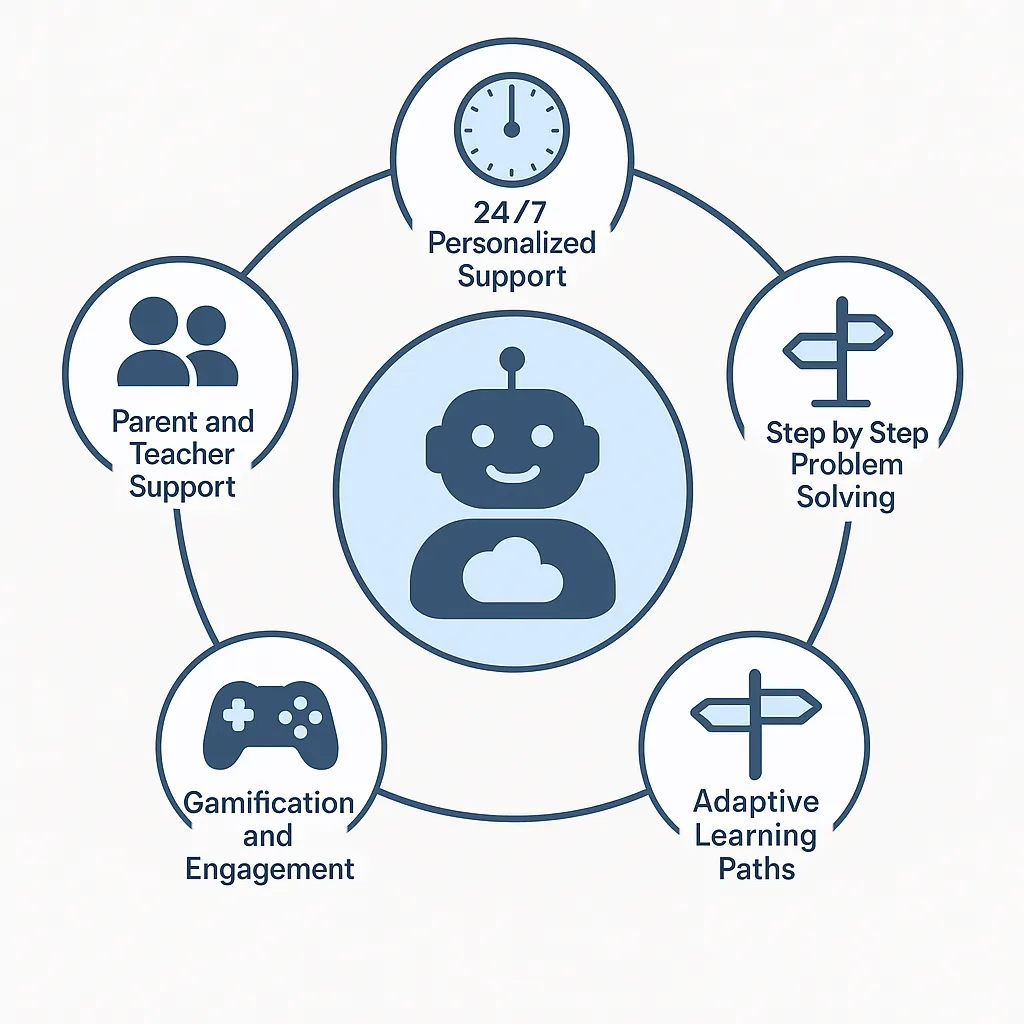 24/7
Personalized
Support
Step by Step
Problem
Solving
Adaptive
Learning
Paths
Gamification
and
Engagement
Parent and
Teacher
Support